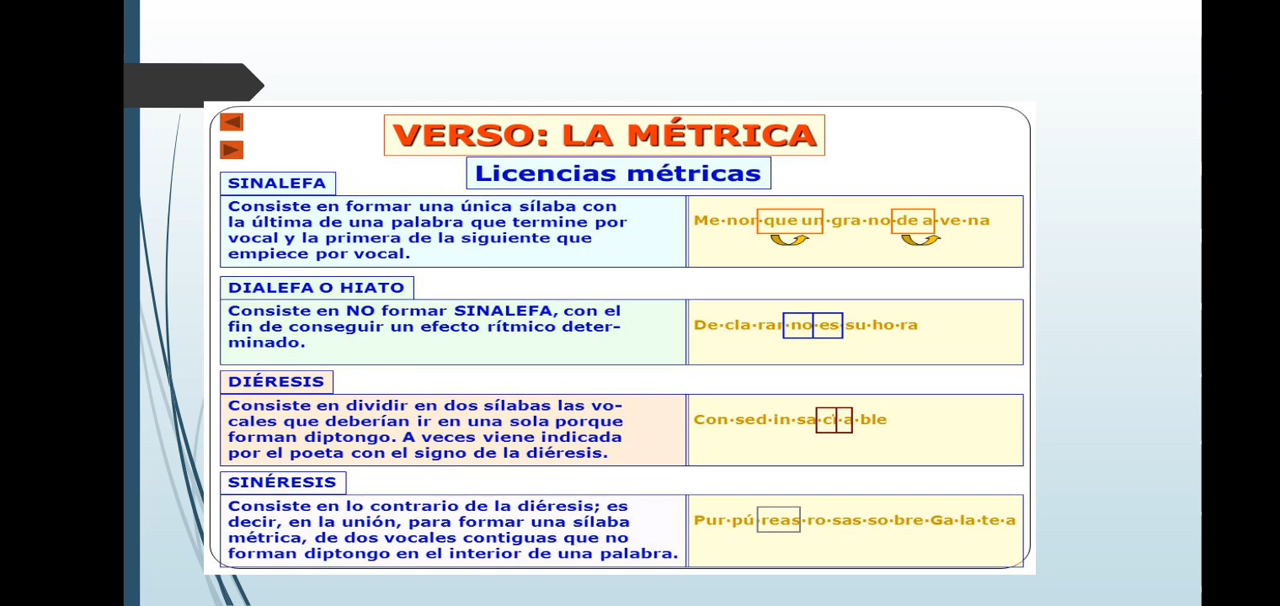 VERSO: LA MÉTRICA
Licencias métricas
SINALEFA
Consiste en formar una única sílaba con
la última de una palabra que termine por
vocal y la primera de la siguiente que
empiece por vocal.
Me·nor·que un·gra·no·de a·ve·na
DIALEFA O HIATO
Consiste en NO formar SINALEFA, con el
fin de conseguir un efecto rítmico deter-
minado.
De·cla·rar·no·es·su·ho·ra
DIÉRESIS
Consiste en dividir en dos sílabas las vo-
cales que deberían ir en una sola porque
forman diptongo. A veces viene indicada
por el poeta con el signo de la diéresis.
Con·sed·in·sa·cï·a·ble
SINÉRESIS
Consiste en lo contrario de la diéresis; es
decir, en la unión, para formar una sílaba
métrica, de dos vocales contiguas que no
forman diptongo en el interior de una palabra.
Pur·pú·reas·ro·sas·so·bre·Ga·la·te·a